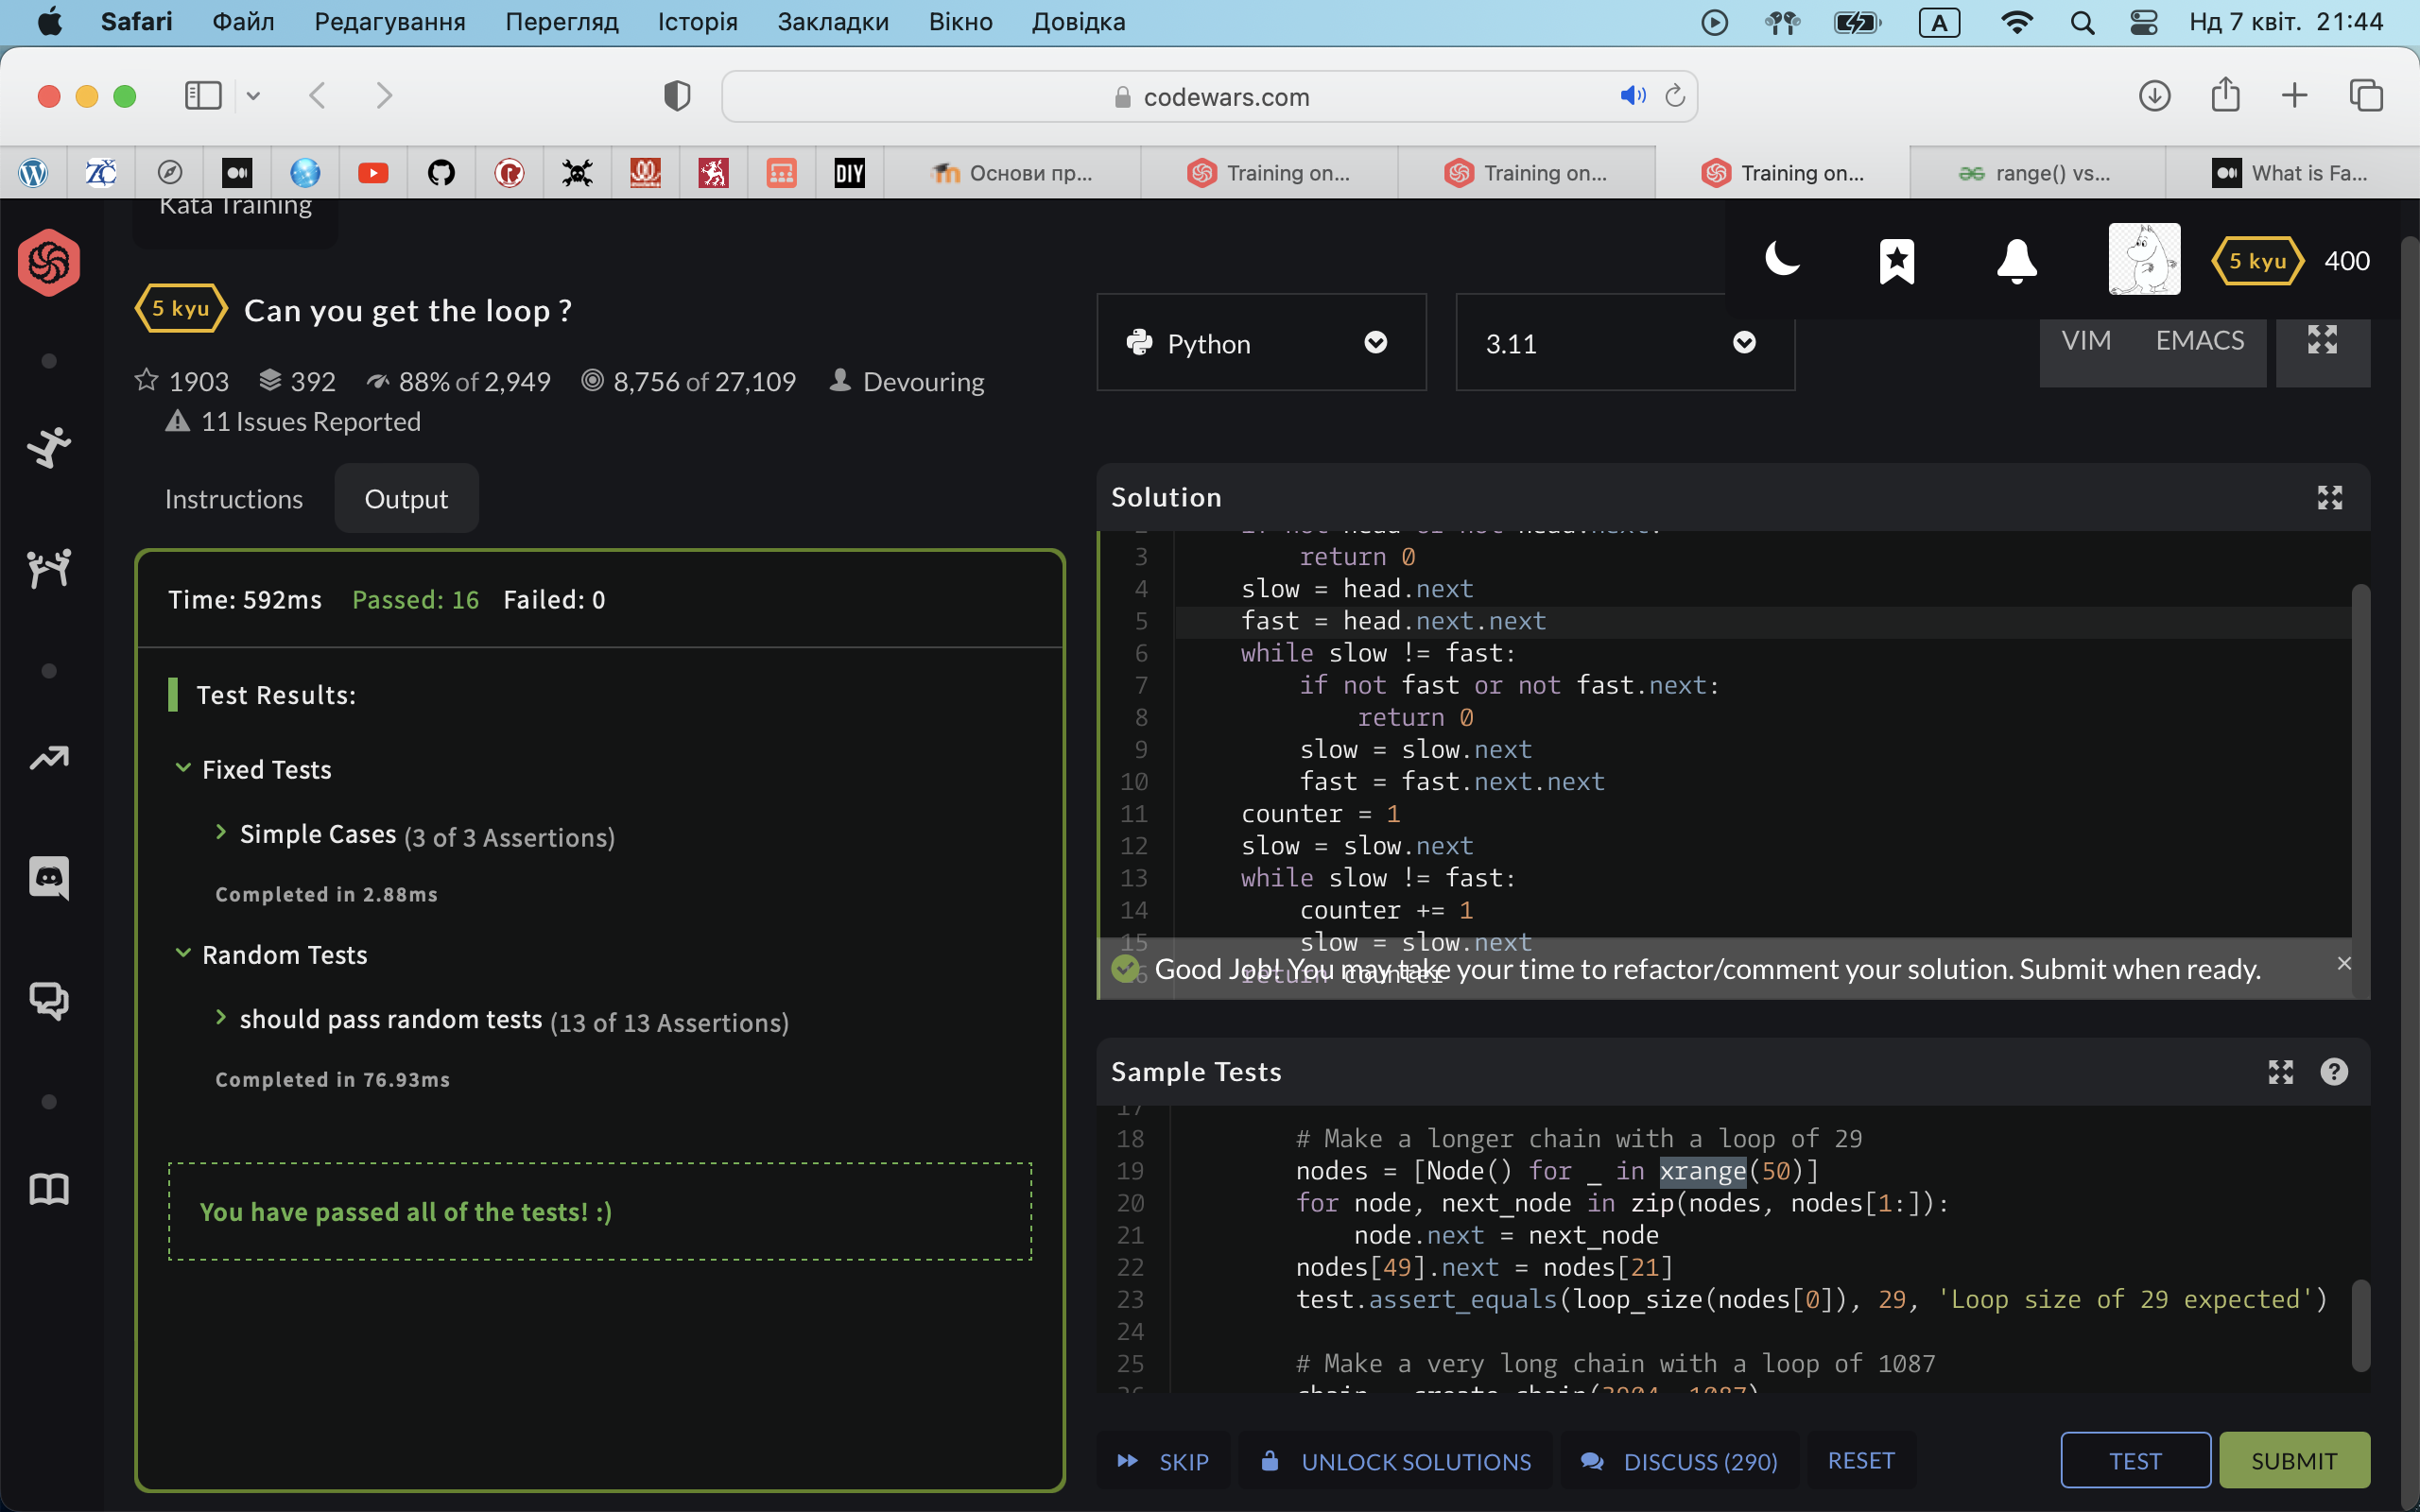 Safari Файл Редагування Перегляд Історія Закладки Вікно Довідка A Нд 7 квіт. 21:44
codewars.com
DIY Основи пр... Training on... Training on... Training on... range() vs... What is Fa...
Kata Training
5 kyu 400
5 kyu Can you get the loop ?
1903 392 88% of 2,949 8,756 of 27,109 Devouring
11 Issues Reported
Python 3.11 VIM EMACS
Instructions Output
Time: 592ms Passed: 16 Failed: 0
Test Results:
Fixed Tests
Simple Cases (3 of 3 Assertions)
Completed in 2.88ms
Random Tests
should pass random tests (13 of 13 Assertions)
Completed in 76.93ms
You have passed all of the tests! :)
Solution
3 return 0
4 slow = head.next
5 fast = head.next.next
6 while slow != fast:
7 if not fast or not fast.next:
8 return 0
9 slow = slow.next
10 fast = fast.next.next
11 counter = 1
12 slow = slow.next
13 while slow != fast:
14 counter += 1
15 slow = slow.next
16 return counter
Good Job! You may take your time to refactor/comment your solution. Submit when ready.
Sample Tests
17
18 # Make a longer chain with a loop of 29
19 nodes = [Node() for _ in xrange(50)]
20 for node, next_node in zip(nodes, nodes[1:]):
21 node.next = next_node
22 nodes[49].next = nodes[21]
23 test.assert_equals(loop_size(nodes[0]), 29, 'Loop size of 29 expected')
24
25 # Make a very long chain with a loop of 1087
SKIP UNLOCK SOLUTIONS DISCUSS (290) RESET TEST SUBMIT